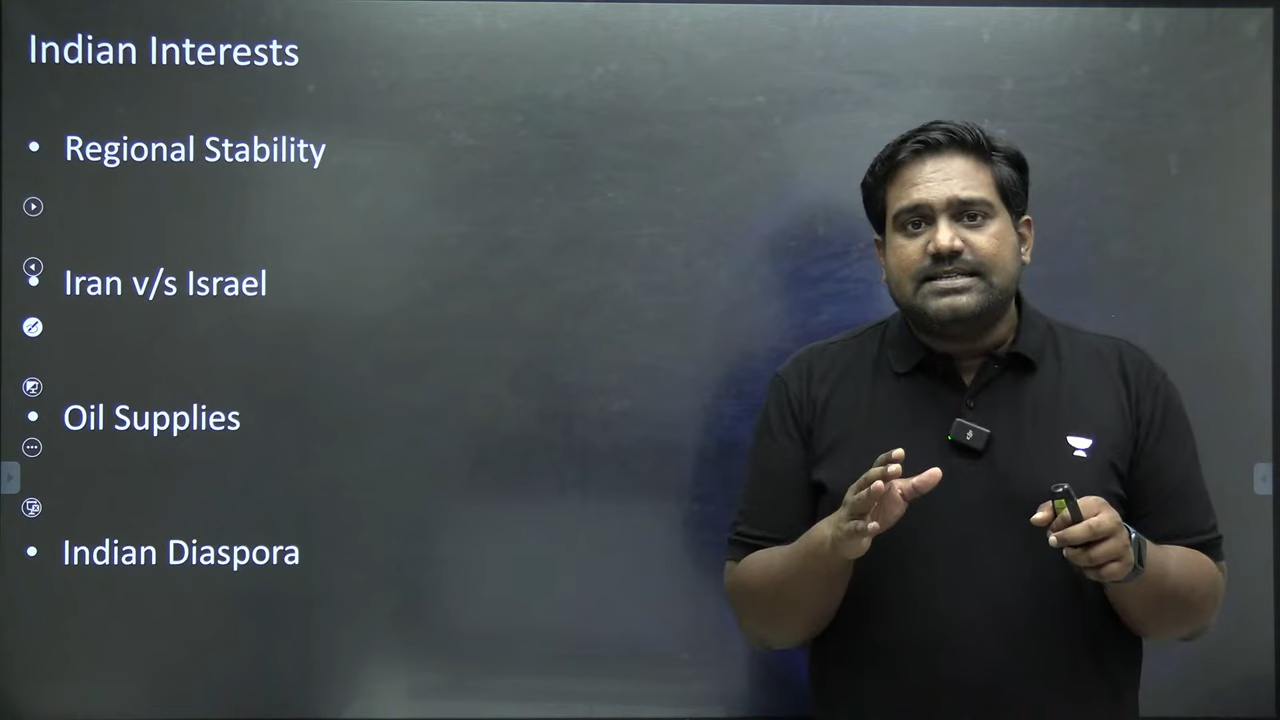 Indian Interests
• Regional Stability
• Iran v/s Israel
• Oil Supplies
• Indian Diaspora